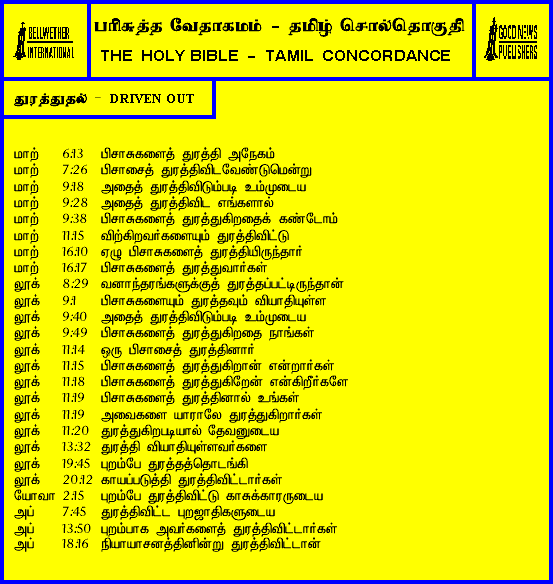 BELLWETHER INTERNATIONAL
பரிசுத்த வேதாகமம் - தமிழ் சொல்தொகுதி
THE HOLY BIBLE - TAMIL CONCORDANCE
GOOD NEWS PUBLISHERS
துரத்துதல் - DRIVEN OUT
மாற் 6:13 பிசாசுகளைத் துரத்தி அநேகம்
மாற் 7:26 பிசாசைத் துரத்திவிடவேண்டுமென்று
மாற் 9:18 அதைத் துரத்திவிடும்படி உம்முடைய
மாற் 9:28 அதைத் துரத்திவிட எங்களால்
மாற் 9:38 பிசாசுகளைத் துரத்துகிறதைக் கண்டோம்
மாற் 11:15 விற்கிறவர்களையும் துரத்திவிட்டு
மாற் 16:10 ஏழு பிசாசுகளைத் துரத்தியிருந்தார்
மாற் 16:17 பிசாசுகளைத் துரத்துவார்கள்
லூக் 8:29 வனாந்தரங்களுக்குத் துரத்தப்பட்டிருந்தான்
லூக் 9:1 பிசாசுகளையும் துரத்தவும் வியாதியுள்ள
லூக் 9:40 அதைத் துரத்திவிடும்படி உம்முடைய
லூக் 9:49 பிசாசுகளைத் துரத்துகிறதை நாங்கள்
லூக் 11:14 ஒரு பிசாசைத் துரத்தினார்
லூக் 11:15 பிசாசுகளைத் துரத்துகிறான் என்றார்கள்
லூக் 11:18 பிசாசுகளைத் துரத்துகிறேன் என்கிறீர்களே
லூக் 11:19 பிசாசுகளைத் துரத்தினால் உங்கள்
லூக் 11:19 அவைகளை யாராலே துரத்துகிறார்கள்
லூக் 11:20 துரத்துகிறபடியால் தேவனுடைய
லூக் 13:32 துரத்தி வியாதியுள்ளவர்களை
லூக் 19:45 புறம்பே துரத்தத்தொடங்கி
லூக் 20:12 காயப்படுத்தி துரத்திவிட்டார்கள்
யோவா 2:15 புறம்பே துரத்திவிட்டு காசுக்காரருடைய
அப் 7:45 துரத்திவிட்ட புறஜாதிகளுடைய
அப் 13:50 புறம்பாக அவர்களைத் துரத்திவிட்டார்கள்
அப் 18:16 நியாயாசனத்தினின்று துரத்திவிட்டான்